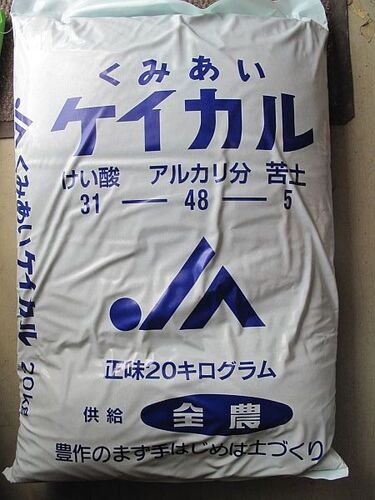 くみあい
ケイカル
けい酸 アルカリ分 苦土
31 — 48 — 5
JA
正味20キログラム
供給 全農
豊作のまず手はじめは土づくり
JAくみあいケイカル 20kg